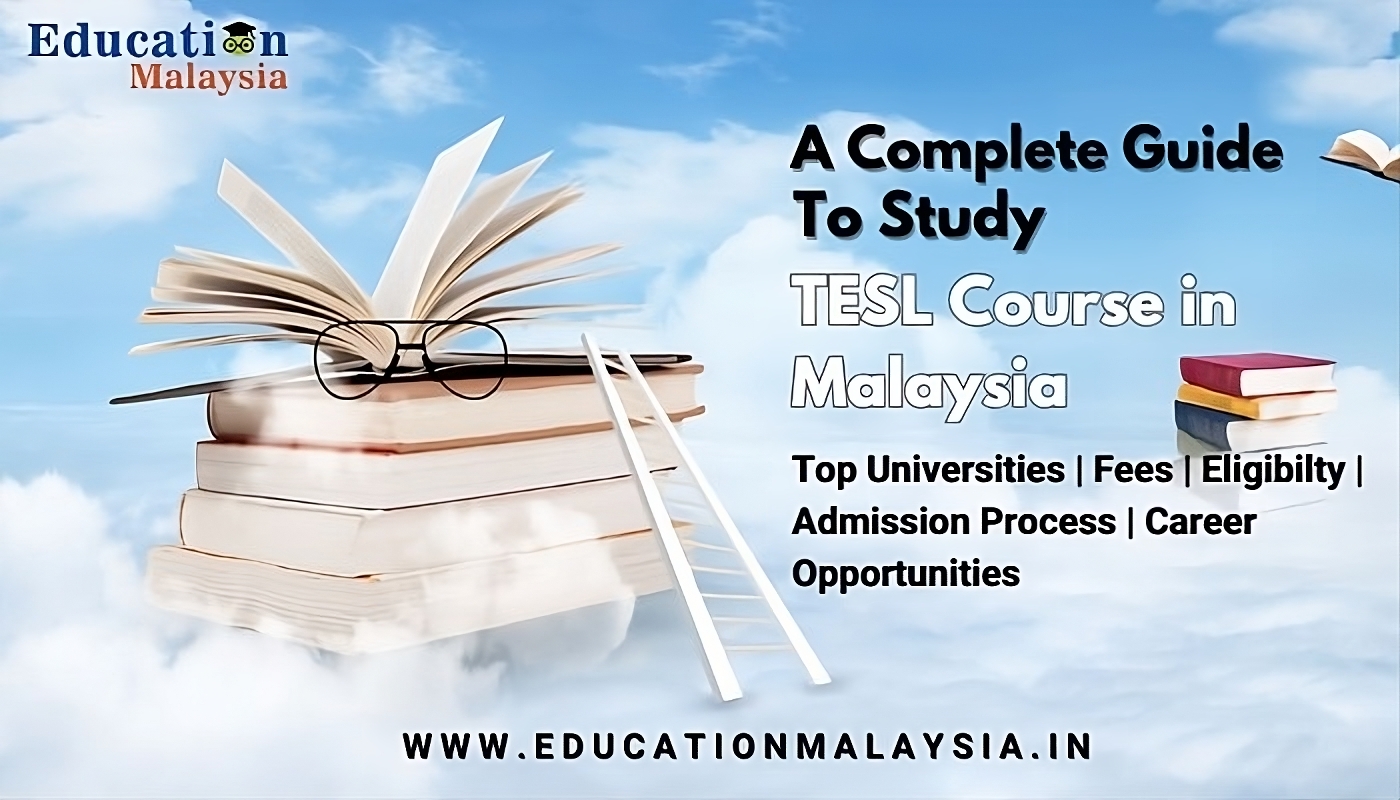 Education
Malaysia
A Complete Guide
To Study
TESL Course in
Malaysia
Top Universities | Fees | Eligibilty |
Admission Process | Career
Opportunities
WWW.EDUCATIONMALAYSIA.IN